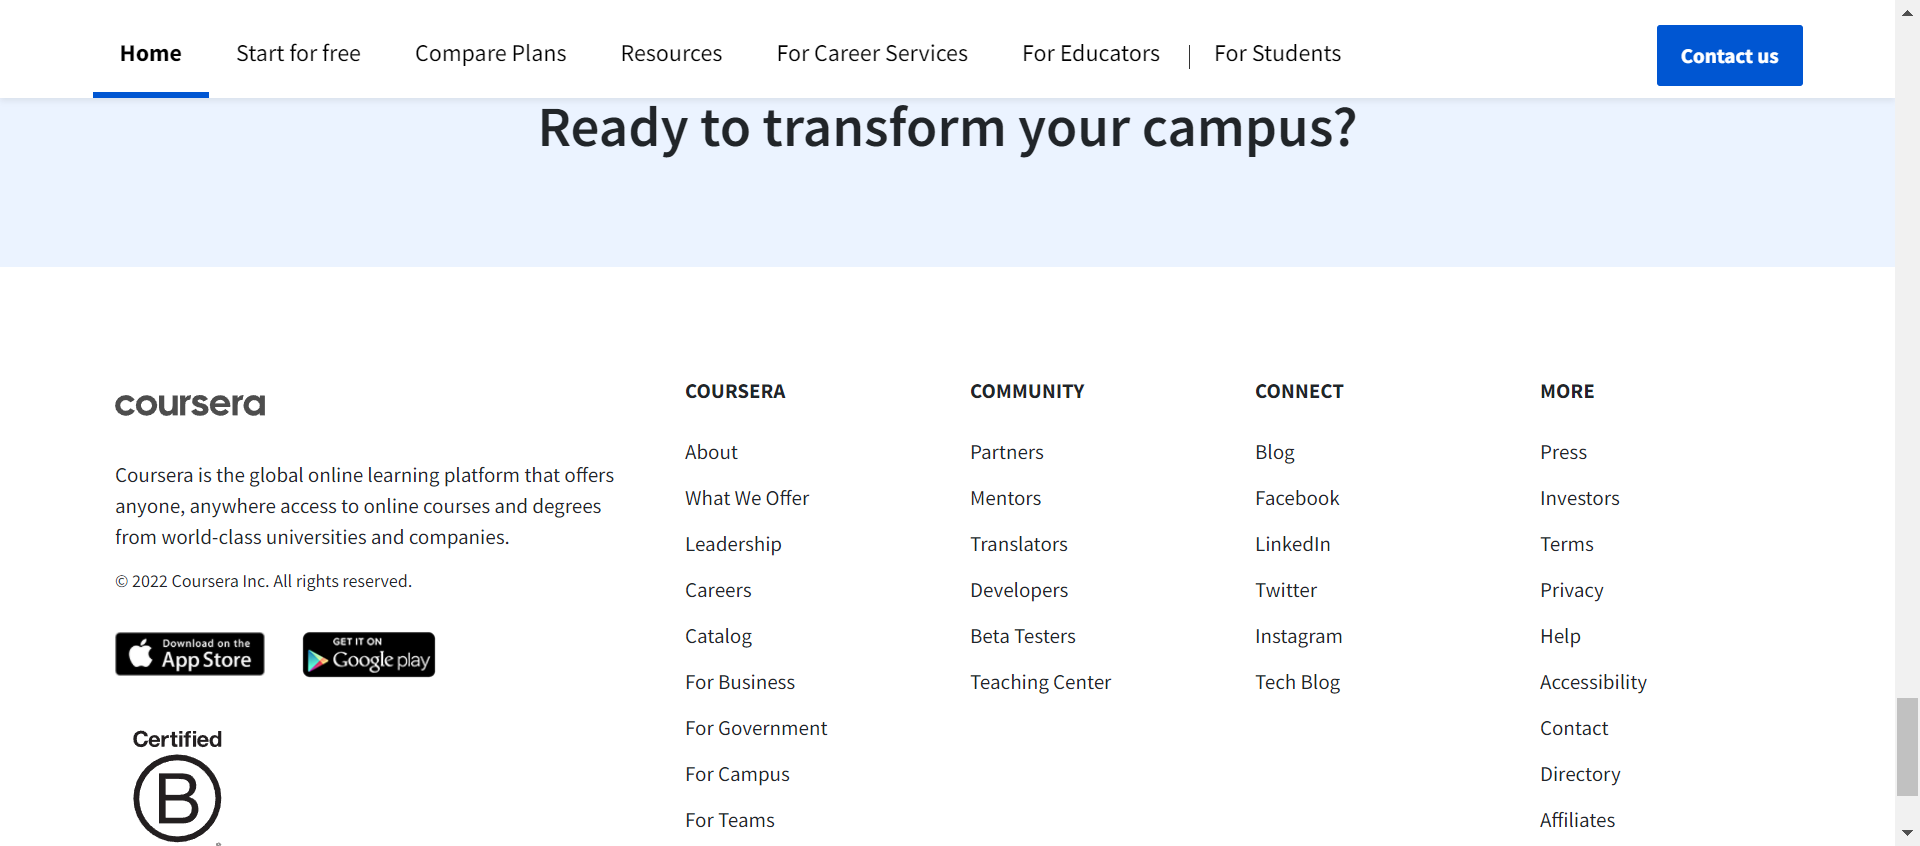 Home
Start for free
Compare Plans
Resources
For Career Services
For Educators
For Students
Contact us
Ready to transform your campus?
coursera
Coursera is the global online learning platform that offers
anyone, anywhere access to online courses and degrees
from world-class universities and companies.
© 2022 Coursera Inc. All rights reserved.
Download on the
App Store
GET IT ON
Google play
Certified
B
COURSERA
About
What We Offer
Leadership
Careers
Catalog
For Business
For Government
For Campus
For Teams
COMMUNITY
Partners
Mentors
Translators
Developers
Beta Testers
Teaching Center
CONNECT
Blog
Facebook
LinkedIn
Twitter
Instagram
Tech Blog
MORE
Press
Investors
Terms
Privacy
Help
Accessibility
Contact
Directory
Affiliates